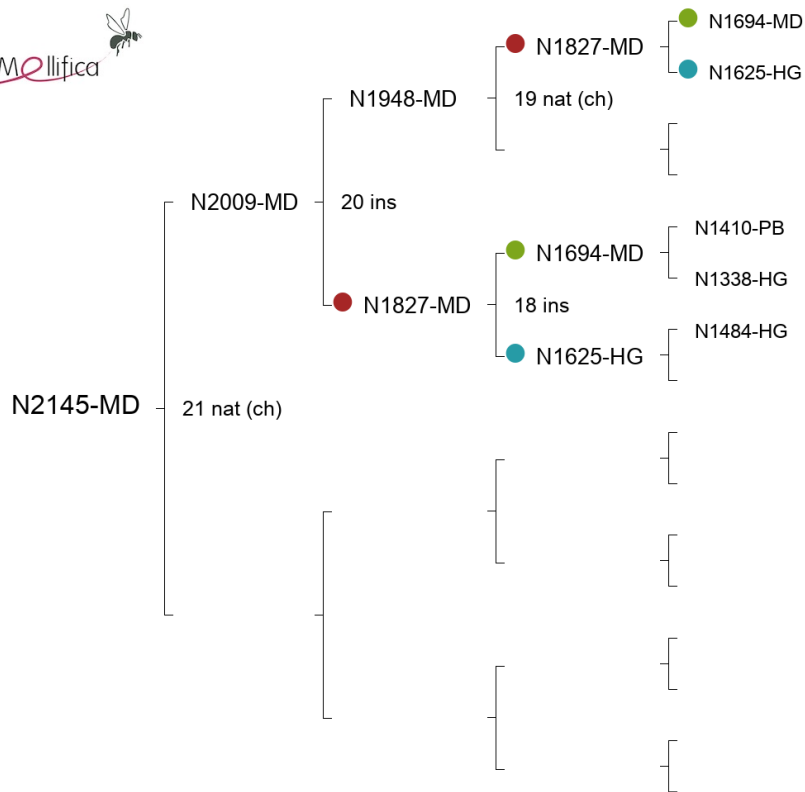 Mellifica
N1694-MD
N1827-MD
N1625-HG
N1948-MD
19 nat (ch)
N2009-MD
20 ins
N1410-PB
N1694-MD
N1338-HG
N1827-MD
18 ins
N1484-HG
N1625-HG
N2145-MD
21 nat (ch)